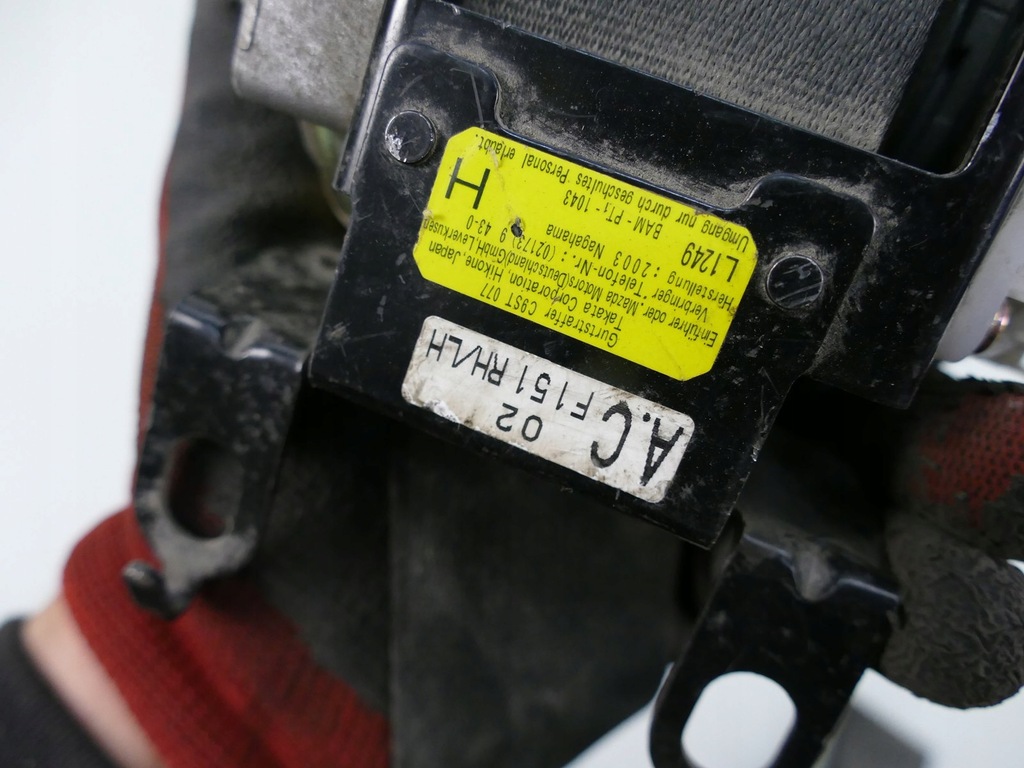 A.C 02
F151 RH/LH
Gurtstraffer C9ST 077
Takata Corporation, Hikone, Japan
Einführer oder Mazda Motors(Deutschland)GmbH,Leverkusen
Verbringer Telefon-Nr.: (02173) 9 43-0
Herstellung : 2003 Nagahama
L1249
BAM - PT1 - 1043
H
Umgang nur durch geschultes Personal erlaubt.